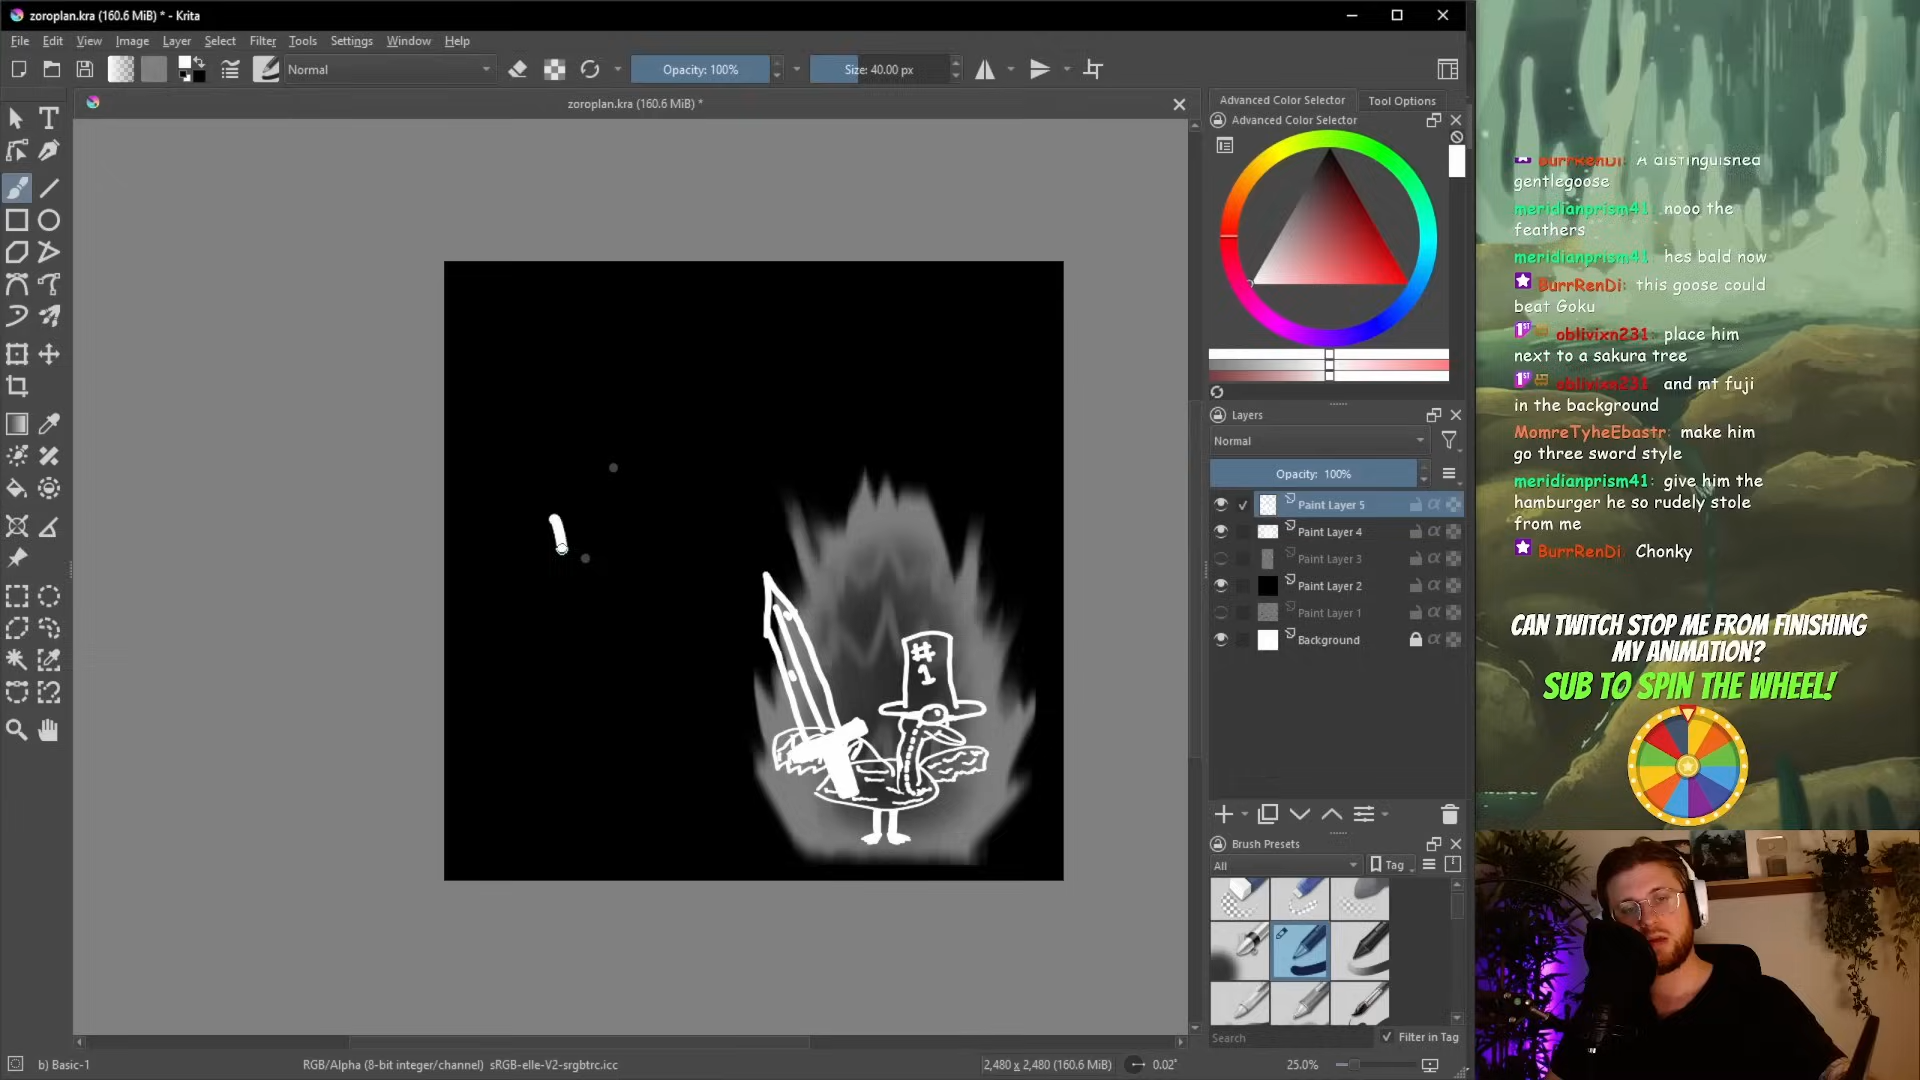 zoroplan.kra (160.6 MiB) * - Krita
File Edit View Image Layer Select Filter Tools Settings Window Help
Normal
Opacity: 100%
Size: 40.00 px
zoroplan.kra (160.6 MiB) *
Advanced Color Selector
Tool Options
Advanced Color Selector
Layers
Normal
Opacity: 100%
Paint Layer 5
Paint Layer 4
Paint Layer 3
Paint Layer 2
Paint Layer 1
Background
Brush Presets
All
Tag
Search
Filter in Tag
b) Basic-1
RGB/Alpha (8-bit integer/channel) sRGB-elle-V2-srgbtrc.icc
2,480 x 2,480 (160.6 MiB)
0.02°
25.0%
#
1
BurrRenDi: A distinguished
gentlegoose
meridianprism41: nooo the
feathers
meridianprism41: hes bald now
BurrRenDi: this goose could
beat Goku
1ST oblivixn231: place him
next to a sakura tree
1ST oblivixn231: and mt fuji
in the background
MomreTyheEbastr: make him
go three sword style
meridianprism41: give him the
hamburger he so rudely stole
from me
BurrRenDi: Chonky
CAN TWITCH STOP ME FROM FINISHING
MY ANIMATION?
SUB TO SPIN THE WHEEL!